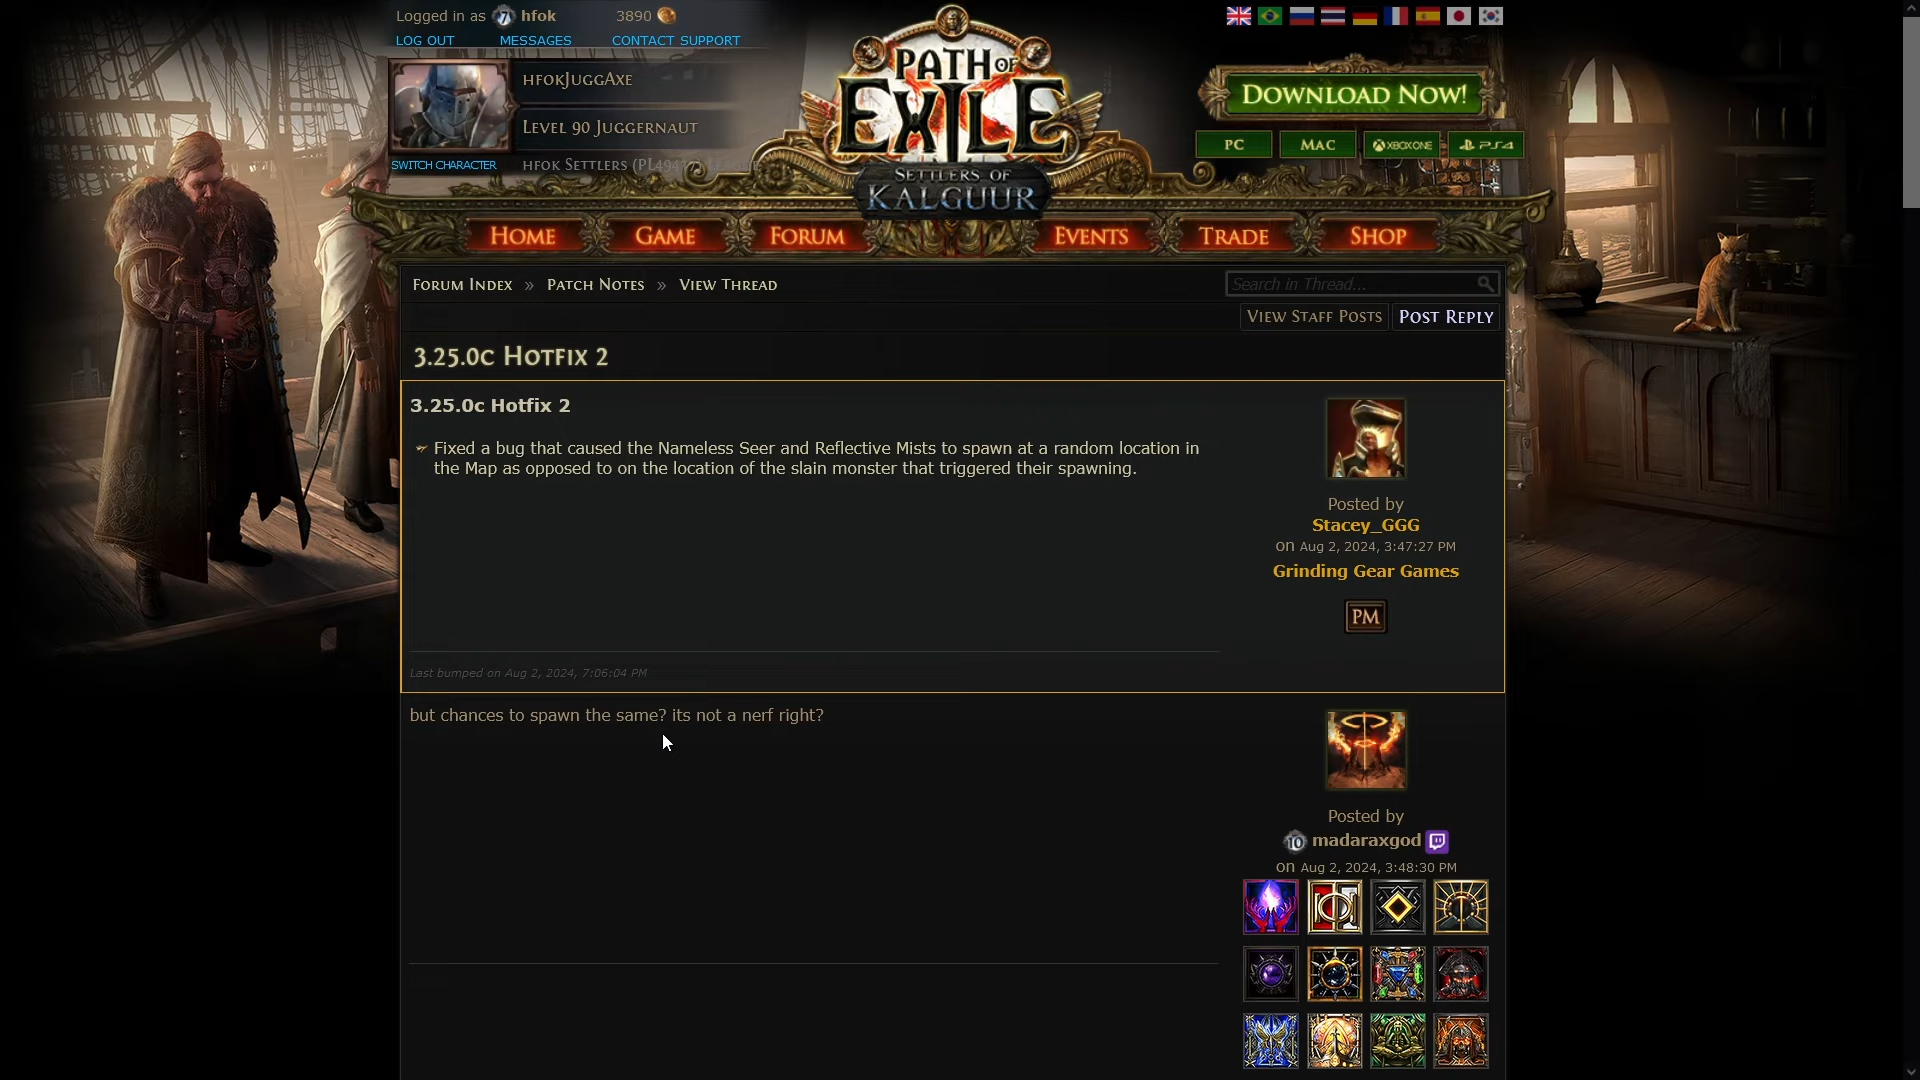 Logged in as 7 hfok 3890
LOG OUT MESSAGES CONTACT SUPPORT
hfokJuggAxe
Level 90 Juggernaut
SWITCH CHARACTER hfok Settlers
PATH OF EXILE
SETTLERS OF KALGUUR
Download Now!
PC MAC XBOXONE PS4
Home Game Forum Events Trade Shop
Forum Index » Patch Notes » View Thread
Search in Thread...
View Staff Posts Post Reply
3.25.0c Hotfix 2
3.25.0c Hotfix 2
Fixed a bug that caused the Nameless Seer and Reflective Mists to spawn at a random location in
the Map as opposed to on the location of the slain monster that triggered their spawning.
Posted by
Stacey_GGG
on Aug 2, 2024, 3:47:27 PM
Grinding Gear Games
PM
Last bumped on Aug 2, 2024, 7:06:04 PM
but chances to spawn the same? its not a nerf right?
Posted by
10 madaraxgod
on Aug 2, 2024, 3:48:30 PM